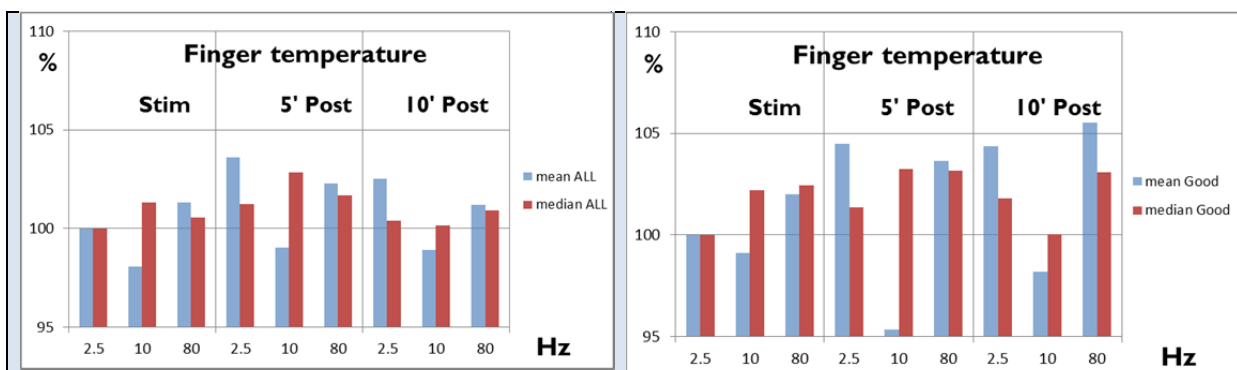 110
%
Finger temperature
Stim 5' Post 10' Post
105
100
95
mean ALL
median ALL
2.5 10 80 2.5 10 80 2.5 10 80 Hz
110
%
Finger temperature
Stim 5' Post 10' Post
105
100
95
mean Good
median Good
2.5 10 80 2.5 10 80 2.5 10 80 Hz